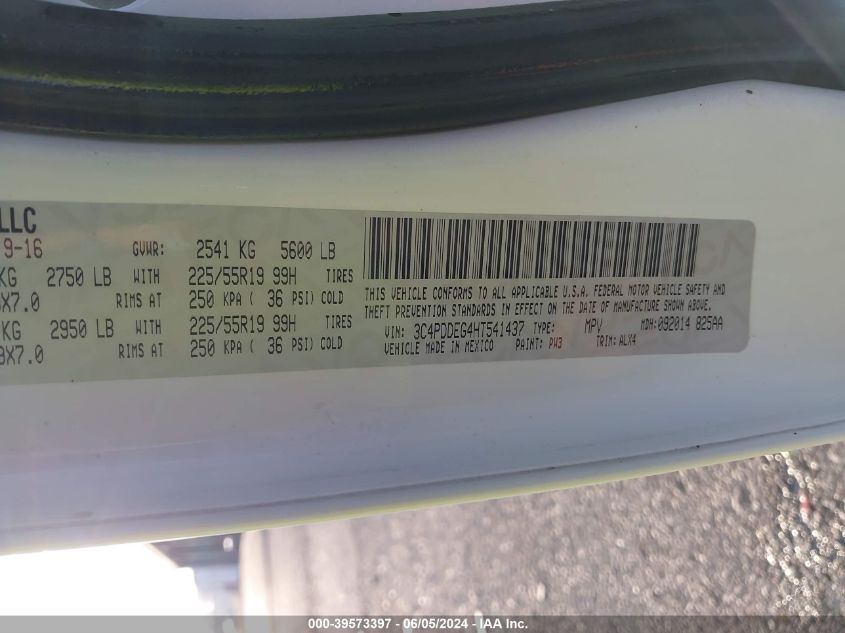 LLC
9-16 GVWR: 2541 KG 5600 LB
KG 2750 LB WITH 225/55R19 99H TIRES
X7.0 RIMS AT 250 KPA ( 36 PSI) COLD
KG 2950 LB WITH 225/55R19 99H TIRES
X7.0 RIMS AT 250 KPA ( 36 PSI) COLD
THIS VEHICLE CONFORMS TO ALL APPLICABLE U.S.A. FEDERAL MOTOR VEHICLE SAFETY AND
THEFT PREVENTION STANDARDS IN EFFECT ON THE DATE OF MANUFACTURE SHOWN ABOVE.
VIN: 3C4PDDEG4HT541437 TYPE: MPV MDH: 092014 825AA
VEHICLE MADE IN MEXICO PAINT: PW3 TRIM: ALX4
000-39573397 - 06/05/2024 - IAA Inc.